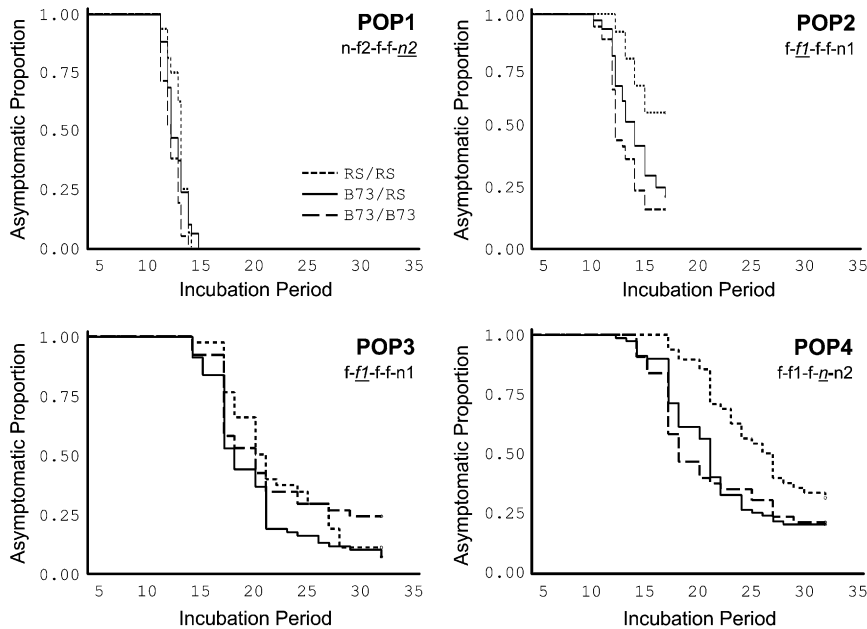 POP1
n-f2-f-f-n2
Asymptomatic Proportion
1.00
0.75
0.50
0.25
0.00
RS/RS
B73/RS
B73/B73
5 10 15 20 25 30 35
Incubation Period
POP2
f-f1-f-f-n1
Asymptomatic Proportion
1.00
0.75
0.50
0.25
0.00
5 10 15 20 25 30 35
Incubation Period
POP3
f-f1-f-f-n1
Asymptomatic Proportion
1.00
0.75
0.50
0.25
0.00
5 10 15 20 25 30 35
Incubation Period
POP4
f-f1-f-n-n2
Asymptomatic Proportion
1.00
0.75
0.50
0.25
0.00
5 10 15 20 25 30 35
Incubation Period